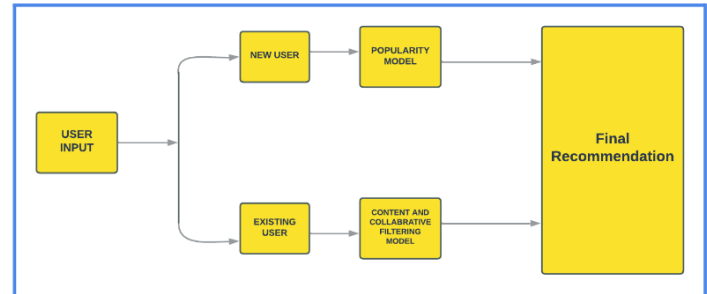 USER
INPUT
NEW USER
POPULARITY
MODEL
EXISTING
USER
CONTENT AND
COLLABRATIVE
FILTERING
MODEL
Final
Recommendation